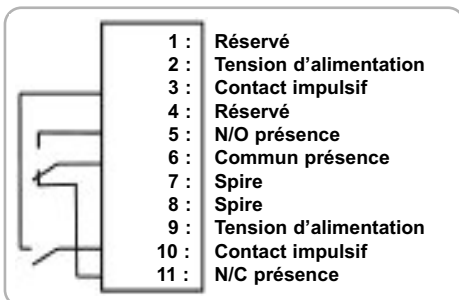 1 : Réservé
2 : Tension d'alimentation
3 : Contact impulsif
4 : Réservé
5 : N/O présence
6 : Commun présence
7 : Spire
8 : Spire
9 : Tension d'alimentation
10 : Contact impulsif
11 : N/C présence